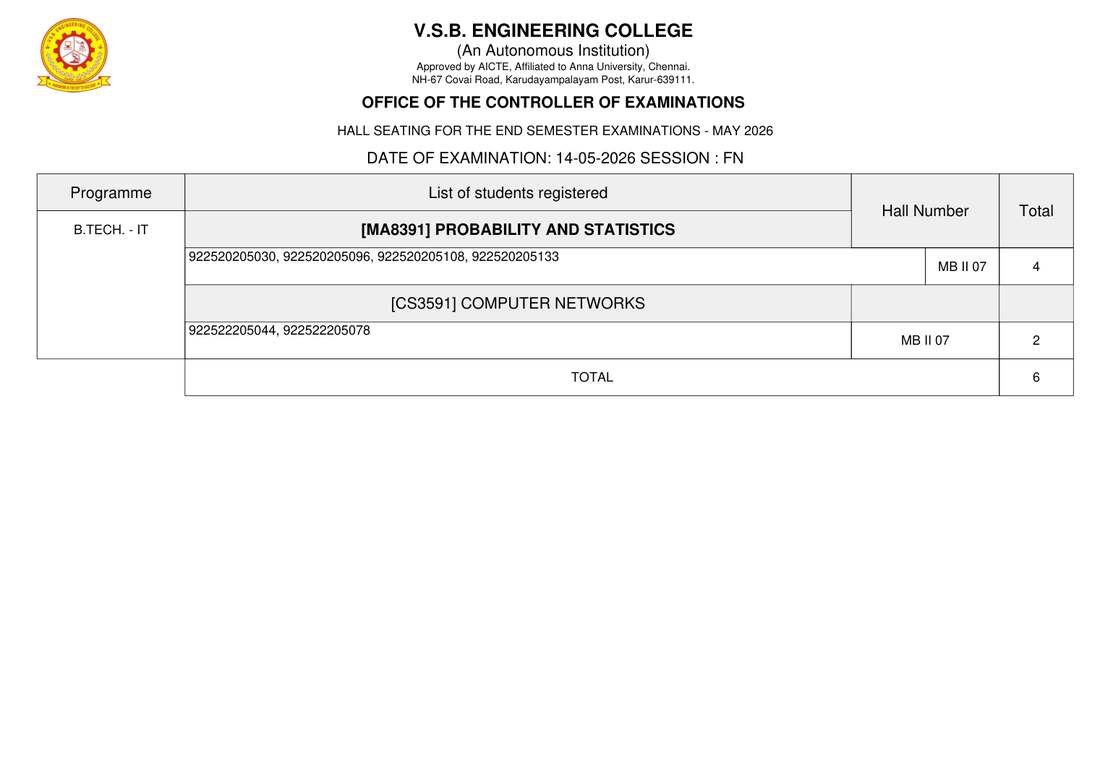 V.S.B. ENGINEERING COLLEGE
(An Autonomous Institution)
Approved by AICTE, Affiliated to Anna University, Chennai.
NH-67 Covai Road, Karudayampalayam Post, Karur-639111.
OFFICE OF THE CONTROLLER OF EXAMINATIONS
HALL SEATING FOR THE END SEMESTER EXAMINATIONS - MAY 2026
DATE OF EXAMINATION: 14-05-2026 SESSION : FN
Programme List of students registered Hall Number Total
B.TECH. - IT [MA8391] PROBABILITY AND STATISTICS
922520205030, 922520205096, 922520205108, 922520205133 MB II 07 4
[CS3591] COMPUTER NETWORKS
922522205044, 922522205078 MB II 07 2
TOTAL 6